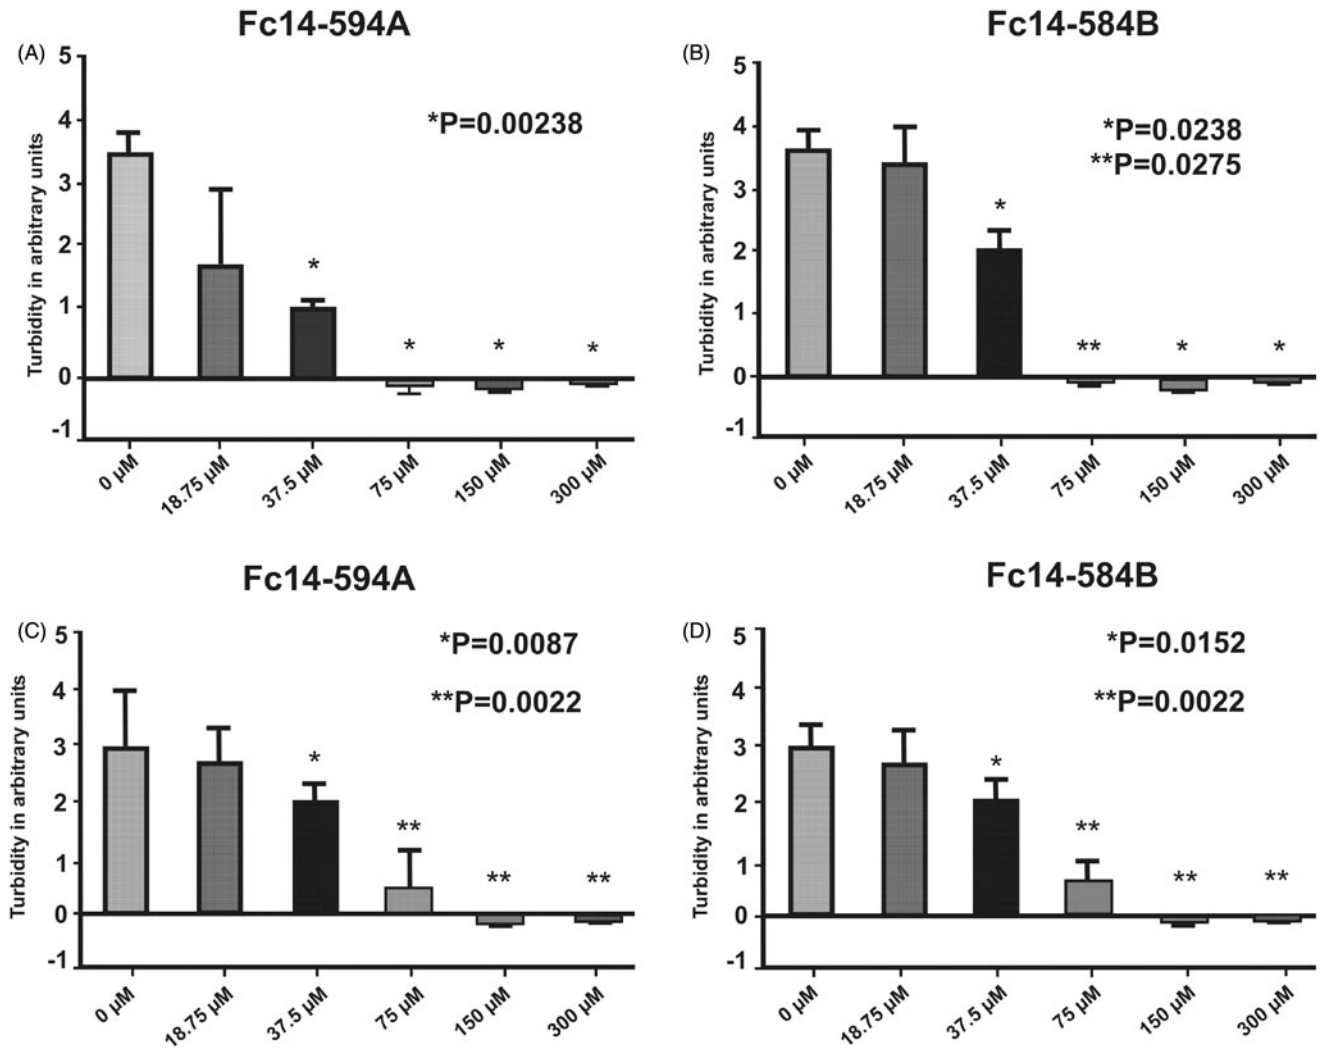 Fc14-594A
(A)
*P=0.00238
Turbidity in arbitrary units
5
4
3
2
1
0
-1
*
*
*
*
0 µM
18.75 µM
37.5 µM
75 µM
150 µM
300 µM
Fc14-584B
(B)
*P=0.0238
**P=0.0275
Turbidity in arbitrary units
5
4
3
2
1
0
-1
*
**
*
*
0 µM
18.75 µM
37.5 µM
75 µM
150 µM
300 µM
Fc14-594A
(C)
*P=0.0087
**P=0.0022
Turbidity in arbitrary units
5
4
3
2
1
0
-1
*
**
**
**
0 µM
18.75 µM
37.5 µM
75 µM
150 µM
300 µM
Fc14-584B
(D)
*P=0.0152
**P=0.0022
Turbidity in arbitrary units
5
4
3
2
1
0
-1
*
**
**
**
0 µM
18.75 µM
37.5 µM
75 µM
150 µM
300 µM